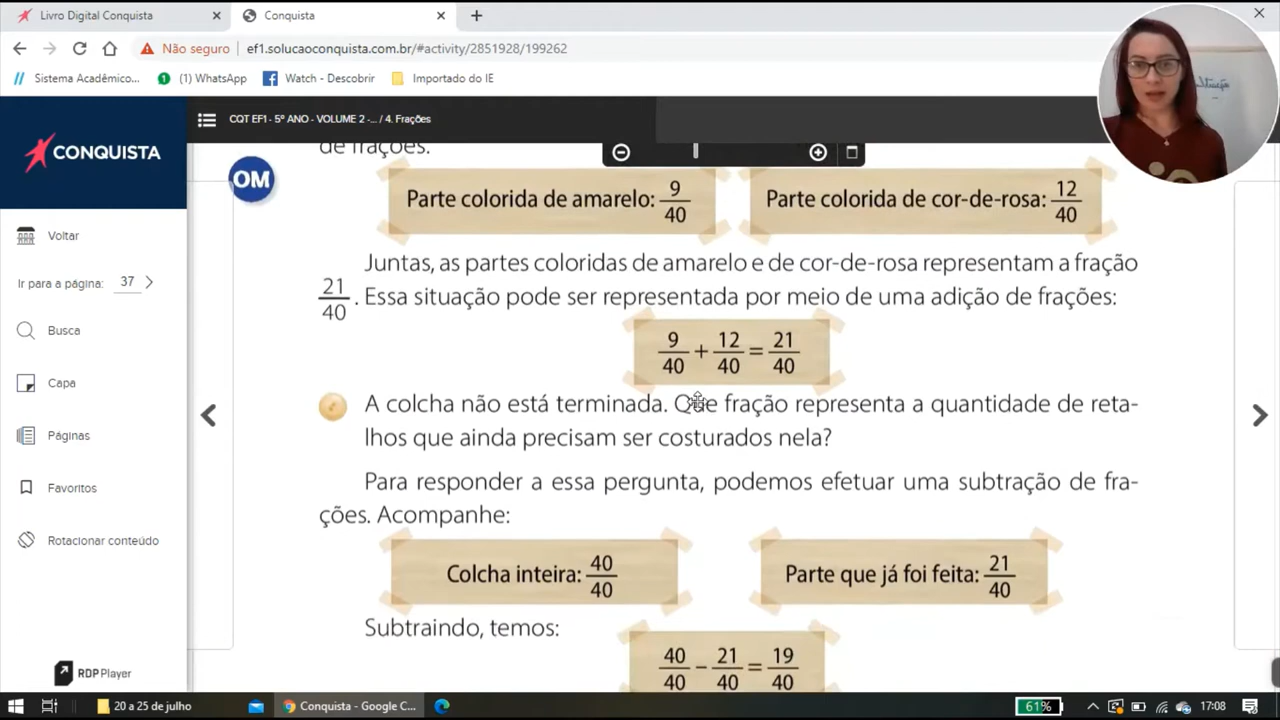 Livro Digital Conquista
Conquista
Não seguro
ef1.solucaoconquista.com.br/#activity/2851928/199262
Sistema Acadêmico...
(1) WhatsApp
Watch - Descobrir
Importado do IE
CQT EF1 - 5º ANO - VOLUME 2 -... / 4. Frações
CONQUISTA
OM
Voltar
Ir para a página: 37
Busca
Capa
Páginas
Favoritos
Rotacionar conteúdo
RDP Player
de frações.
Parte colorida de amarelo: 9/40
Parte colorida de cor-de-rosa: 12/40
Juntas, as partes coloridas de amarelo e de cor-de-rosa representam a fração
21/40. Essa situação pode ser representada por meio de uma adição de frações:
9/40 + 12/40 = 21/40
A colcha não está terminada. Que fração representa a quantidade de reta-
lhos que ainda precisam ser costurados nela?
Para responder a essa pergunta, podemos efetuar uma subtração de fra-
ções. Acompanhe:
Colcha inteira: 40/40
Parte que já foi feita: 21/40
Subtraindo, temos:
40/40 − 21/40 = 19/40
20 a 25 de julho
Conquista - Google C...
61%
17:08